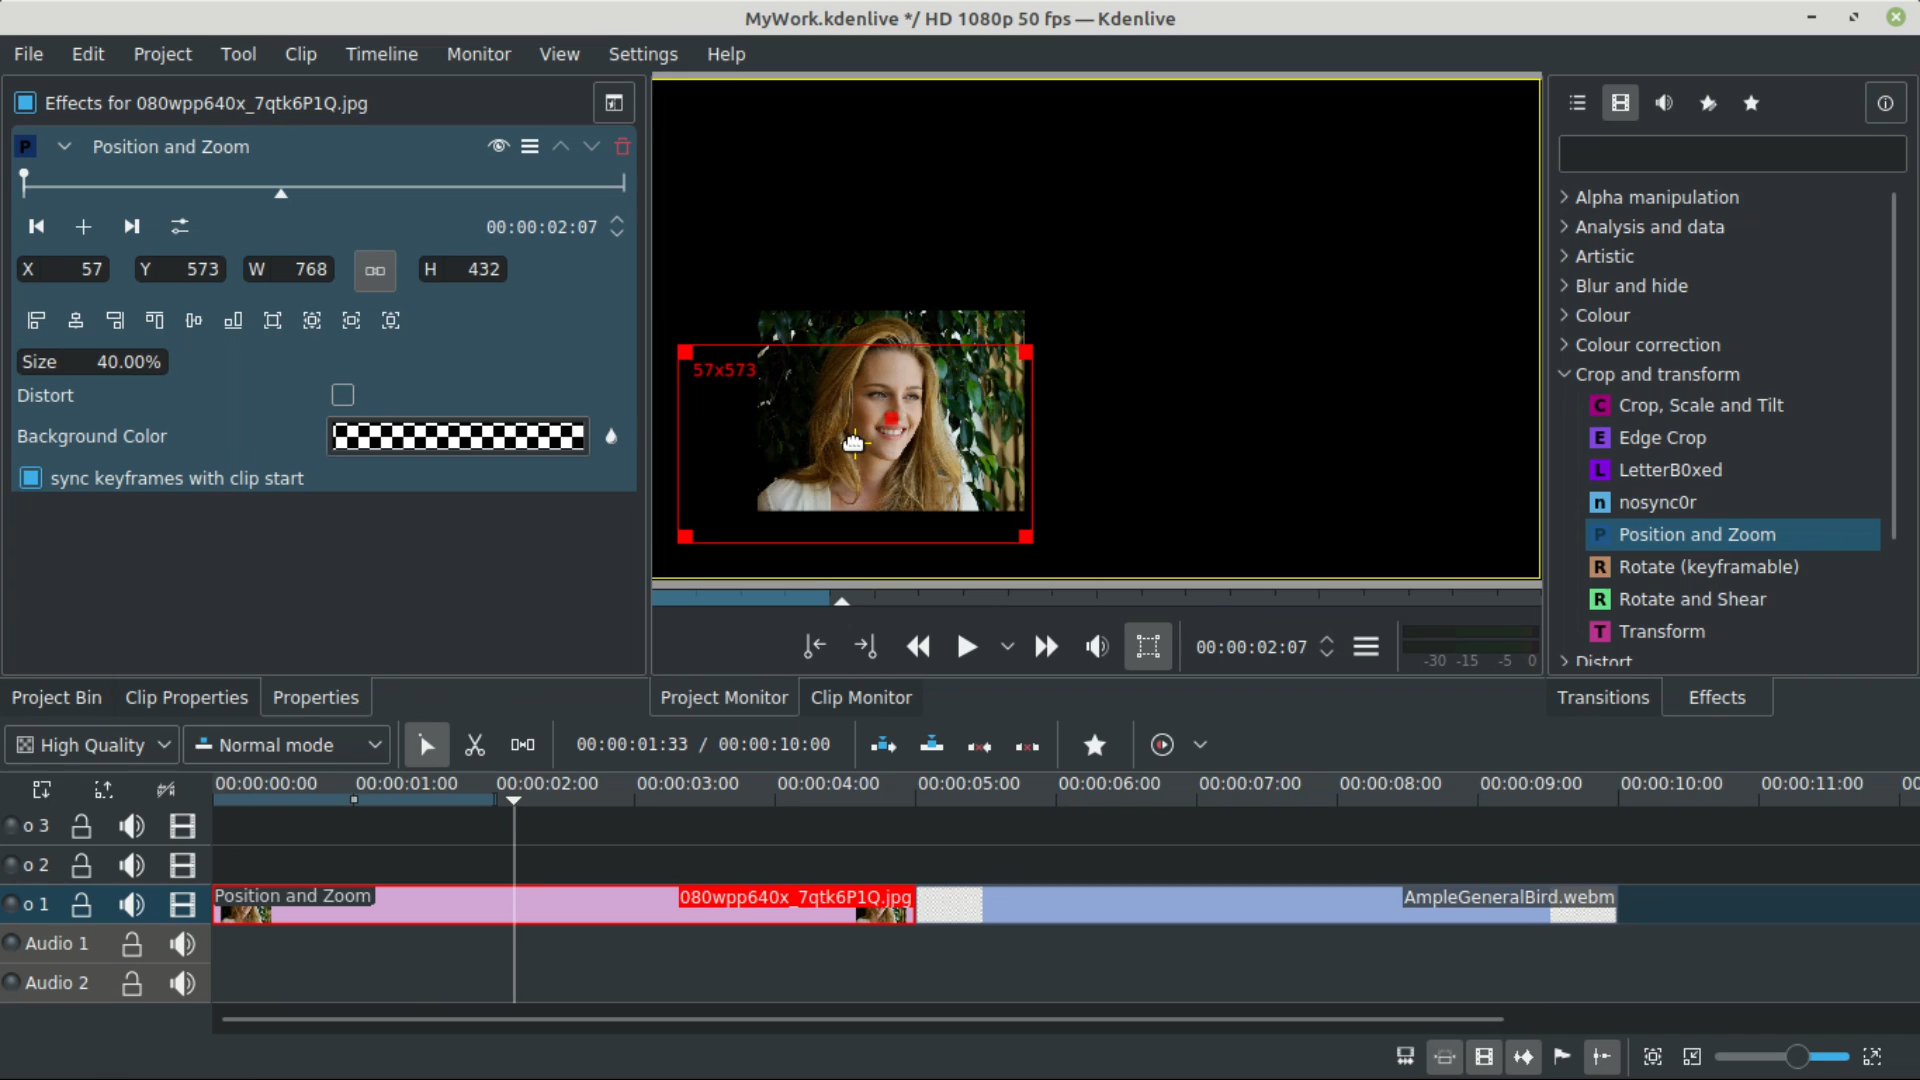 MyWork.kdenlive */ HD 1080p 50 fps — Kdenlive
File Edit Project Tool Clip Timeline Monitor View Settings Help
Effects for 080wpp640x_7qtk6P1Q.jpg
P Position and Zoom
00:00:02:07
X 57 Y 573 W 768 H 432
Size 40.00%
Distort
Background Color
sync keyframes with clip start
57x573
00:00:02:07
-30 -15 -5 0
Alpha manipulation
Analysis and data
Artistic
Blur and hide
Colour
Colour correction
Crop and transform
C Crop, Scale and Tilt
E Edge Crop
L LetterB0xed
n nosync0r
P Position and Zoom
R Rotate (keyframable)
R Rotate and Shear
T Transform
Distort
Project Bin Clip Properties Properties
Project Monitor Clip Monitor
Transitions Effects
High Quality Normal mode 00:00:01:33 / 00:00:10:00
00:00:00:00 00:00:01:00 00:00:02:00 00:00:03:00 00:00:04:00 00:00:05:00 00:00:06:00 00:00:07:00 00:00:08:00 00:00:09:00 00:00:10:00 00:00:11:00 00
o 3
o 2
o 1
Position and Zoom 080wpp640x_7qtk6P1Q.jpg AmpleGeneralBird.webm
Audio 1
Audio 2